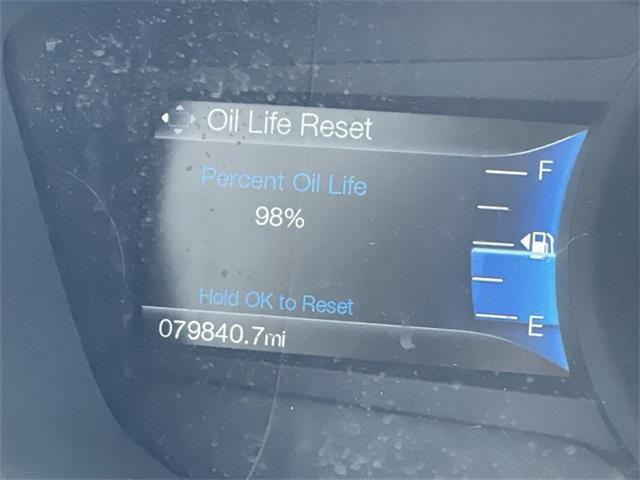 Oil Life Reset
Percent Oil Life
98%
F
Hold OK to Reset
E
079840.7mi